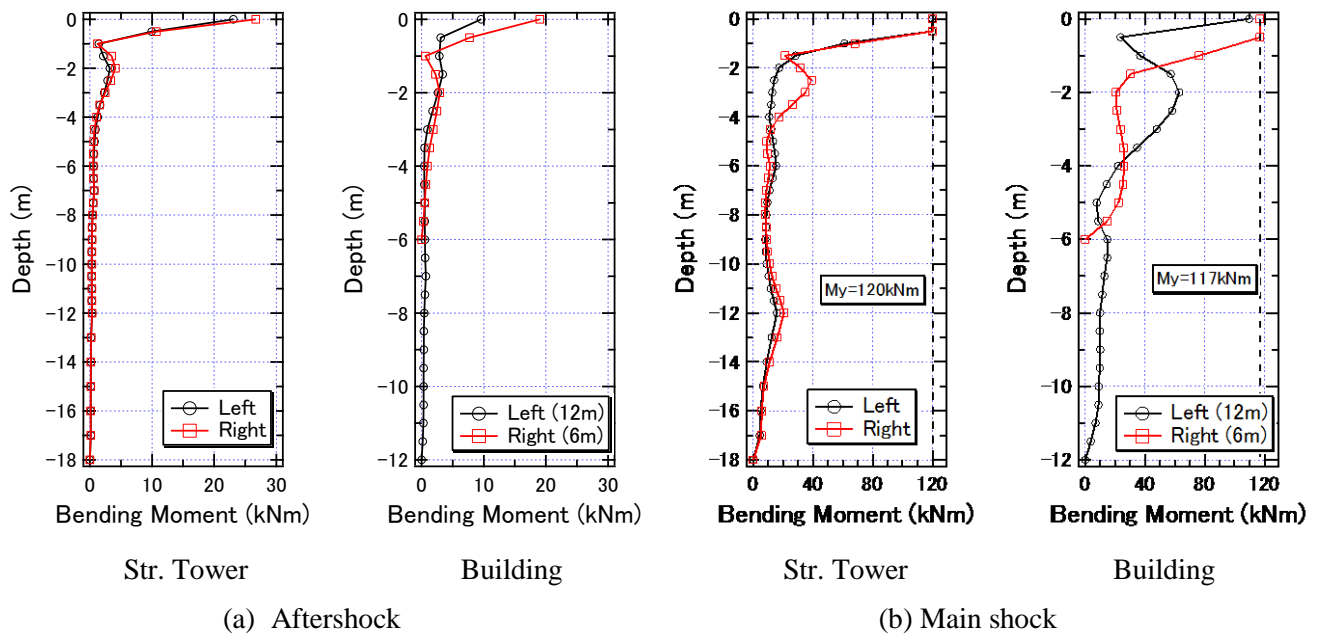 0
-2
-4
-6
-8
-10
-12
-14
-16
-18
0 10 20 30
Depth (m)
Bending Moment (kNm)
Left
Right
Str. Tower
0
-2
-4
-6
-8
-10
-12
0 10 20 30
Depth (m)
Bending Moment (kNm)
Left (12m)
Right (6m)
Building
(a) Aftershock
0
-2
-4
-6
-8
-10
-12
-14
-16
-18
0 40 80 120
Depth (m)
Bending Moment (kNm)
My=120kNm
Left
Right
Str. Tower
0
-2
-4
-6
-8
-10
-12
0 40 80 120
Depth (m)
Bending Moment (kNm)
My=117kNm
Left (12m)
Right (6m)
Building
(b) Main shock